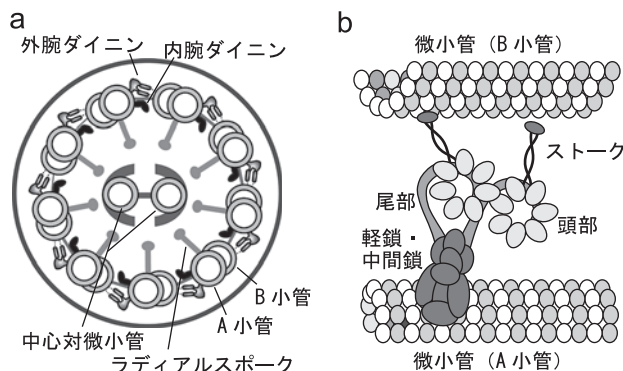 a
外腕ダイニン
内腕ダイニン
B 小管
A 小管
中心対微小管
ラディアルスポーク
b
微小管（B 小管）
ストーク
尾部
頭部
軽鎖・
中間鎖
微小管（A 小管）